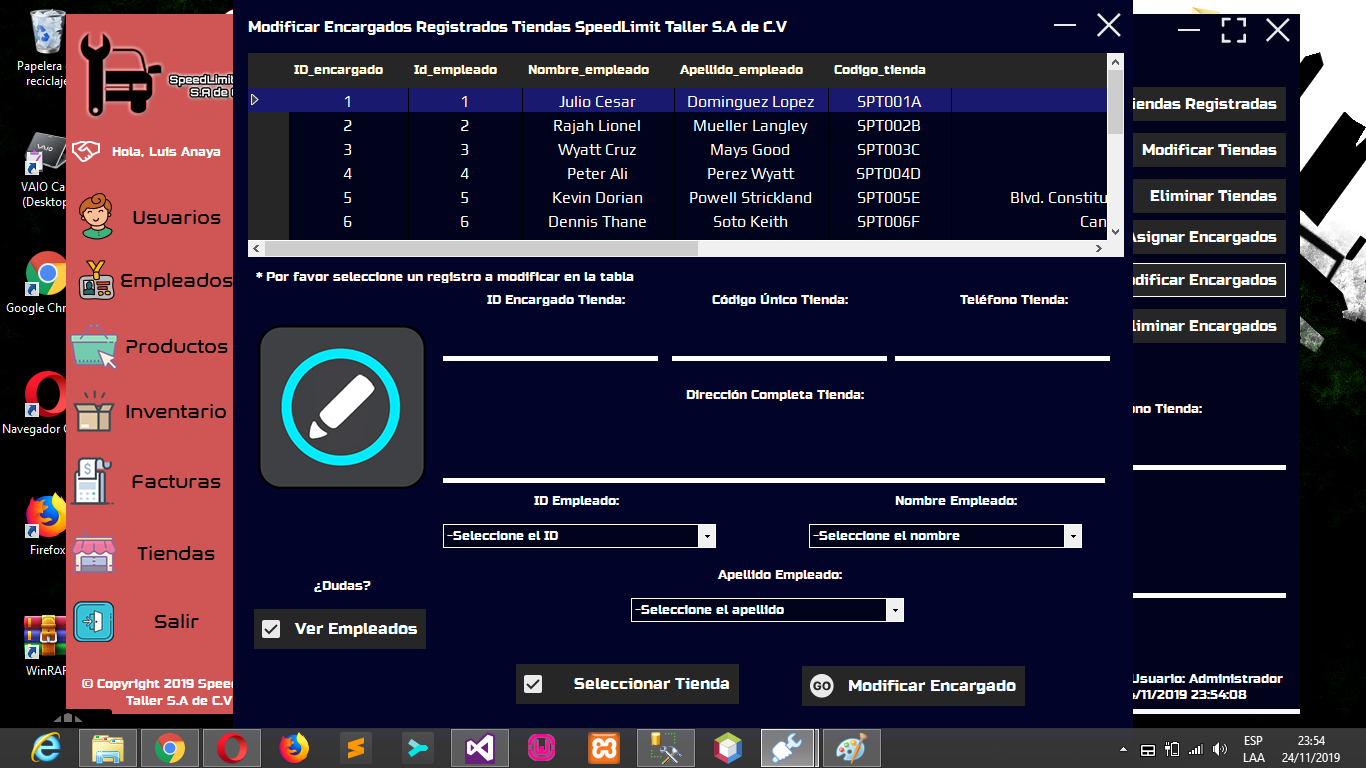 Papelera
reciclaje
VAIO Ca
(Desktop
Google Chr
Navegador
Firefox
WinRAR
SpeedLimit
S.A de
Hola, Luis Anaya
Usuarios
Empleados
Productos
Inventario
Facturas
Tiendas
Salir
© Copyright 2019 Spee
Taller S.A de C.V
Modificar Encargados Registrados Tiendas SpeedLimit Taller S.A de C.V
ID_encargado Id_empleado Nombre_empleado Apellido_empleado Codigo_tienda
1 1 Julio Cesar Dominguez Lopez SPT001A
2 2 Rajah Lionel Mueller Langley SPT002B
3 3 Wyatt Cruz Mays Good SPT003C
4 4 Peter Ali Perez Wyatt SPT004D
5 5 Kevin Dorian Powell Strickland SPT005E Blvd. Constitu
6 6 Dennis Thane Soto Keith SPT006F Can
* Por favor seleccione un registro a modificar en la tabla
ID Encargado Tienda: Código Único Tienda: Teléfono Tienda:
Dirección Completa Tienda:
ID Empleado: Nombre Empleado:
-Seleccione el ID -Seleccione el nombre
Apellido Empleado:
-Seleccione el apellido
¿Dudas?
Ver Empleados
Seleccionar Tienda
GO Modificar Encargado
iendas Registradas
Modificar Tiendas
Eliminar Tiendas
Asignar Encargados
dificar Encargados
liminar Encargados
no Tienda:
Usuario: Administrador
/11/2019 23:54:08
ESP
LAA
23:54
24/11/2019